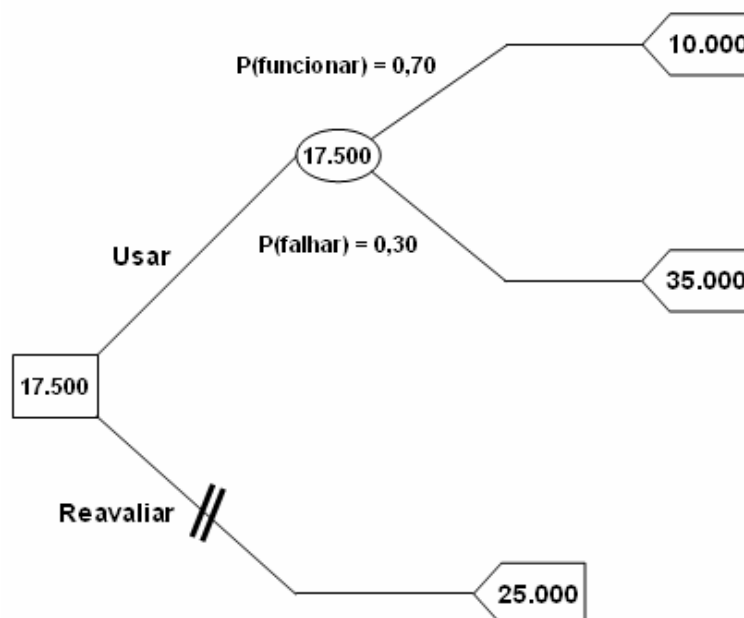 10.000
P(funcionar) = 0,70
17.500
P(falhar) = 0,30
Usar
35.000
17.500
Reavaliar
25.000